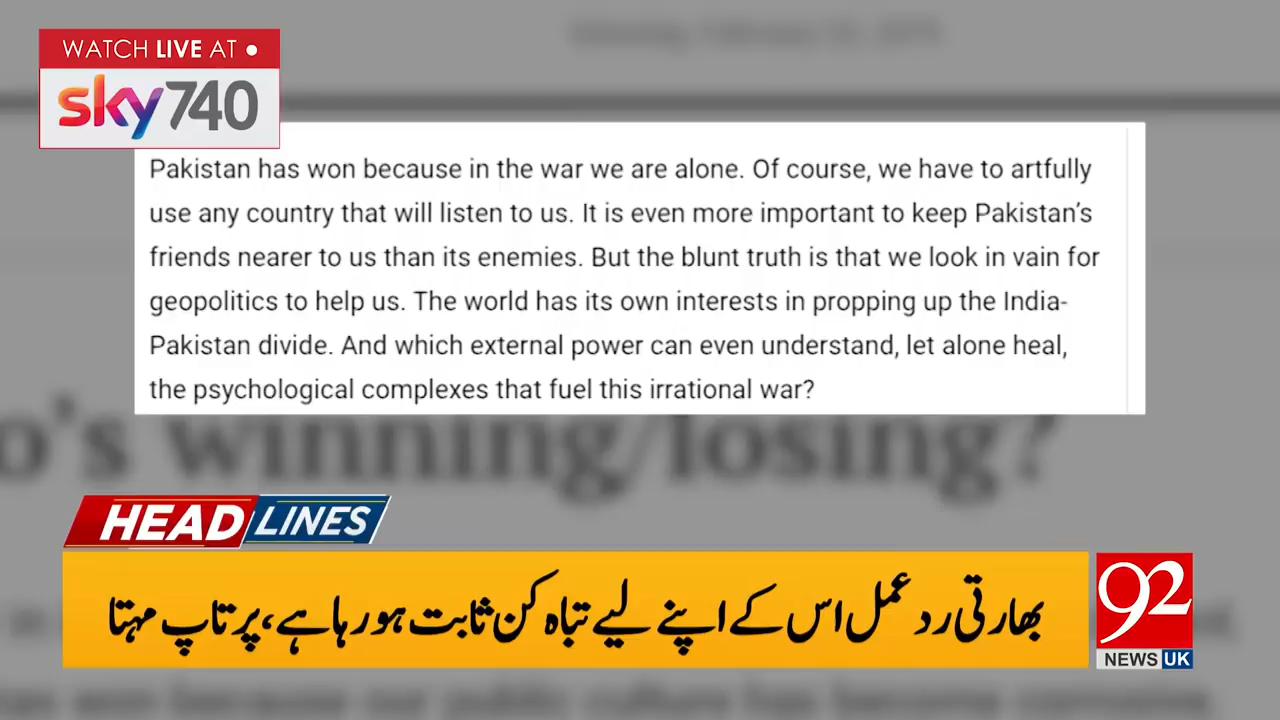 WATCH LIVE AT
sky740
Pakistan has won because in the war we are alone. Of course, we have to artfully
use any country that will listen to us. It is even more important to keep Pakistan’s
friends nearer to us than its enemies. But the blunt truth is that we look in vain for
geopolitics to help us. The world has its own interests in propping up the India-
Pakistan divide. And which external power can even understand, let alone heal,
the psychological complexes that fuel this irrational war?
o’s winning/losing?
HEADLINES
بھارتی رد عمل اس کے اپنے لیے تباہ کن ثابت ہو رہا ہے، پرتاپ مہتا
92
NEWS UK